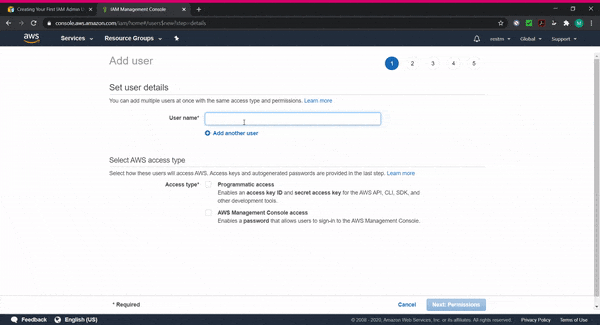 Creating Your First IAM Admin U
IAM Management Console
console.aws.amazon.com/iam/home#/users$new?step=details
aws
Services
Resource Groups
Global
Support
Add user
1
2
3
4
5
Set user details
You can add multiple users at once with the same access type and permissions. Learn more
User name*
Add another user
Select AWS access type
Select how these users will access AWS. Access keys and autogenerated passwords are provided in the last step. Learn more
Access type*
Programmatic access
Enables an access key ID and secret access key for the AWS API, CLI, SDK, and
other development tools.
AWS Management Console access
Enables a password that allows users to sign-in to the AWS Management Console.
* Required
Cancel
Next: Permissions
Feedback
English (US)
© 2008 - 2020, Amazon Web Services, Inc. or its affiliates. All rights reserved.
Privacy Policy
Terms of Use